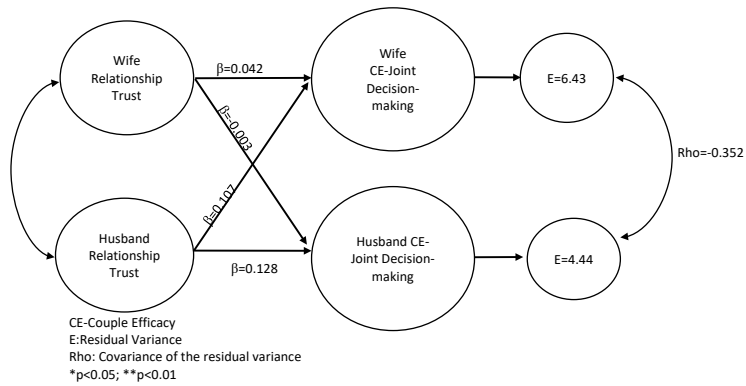 Wife
Relationship
Trust
β=0.042
Wife
CE-Joint
Decision-
making
E=6.43
β=-0.003
Rho=-0.352
β=0.107
Husband
Relationship
Trust
β=0.128
Husband CE-
Joint Decision-
making
E=4.44
CE-Couple Efficacy
E:Residual Variance
Rho: Covariance of the residual variance
*p<0.05; **p<0.01